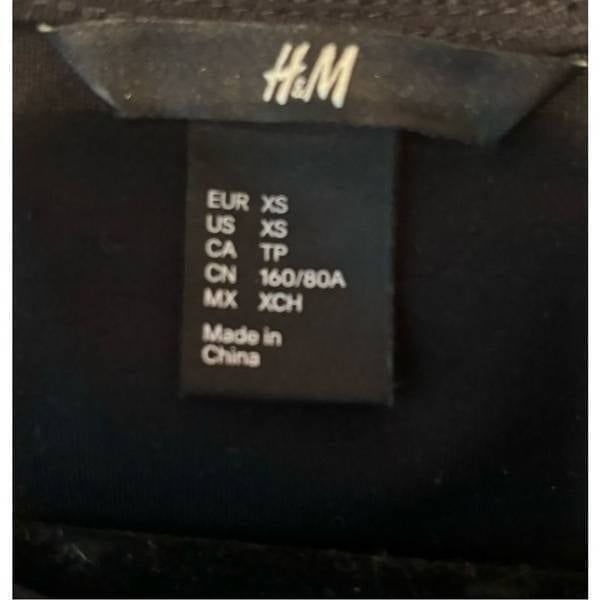 H&M
EUR XS
US XS
CA TP
CN 160/80A
MX XCH
Made in
China